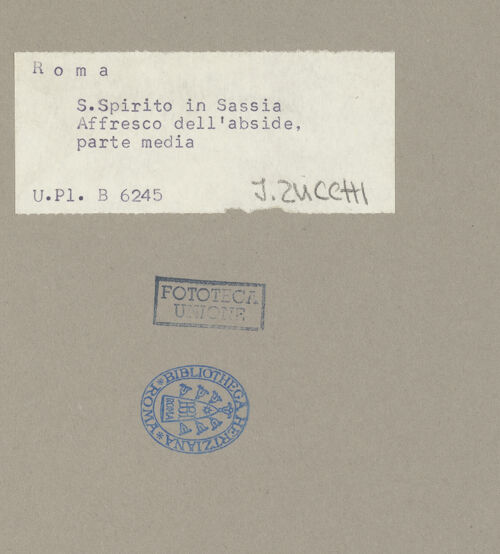 R o m a
S.Spirito in Sassia
Affresco dell'abside,
parte media
U.Pl. B 6245
J. ZUCCHI
FOTOTECA
UNIONE
BIBLIOTHECA HERTZIANA * ROMA *
ROMA